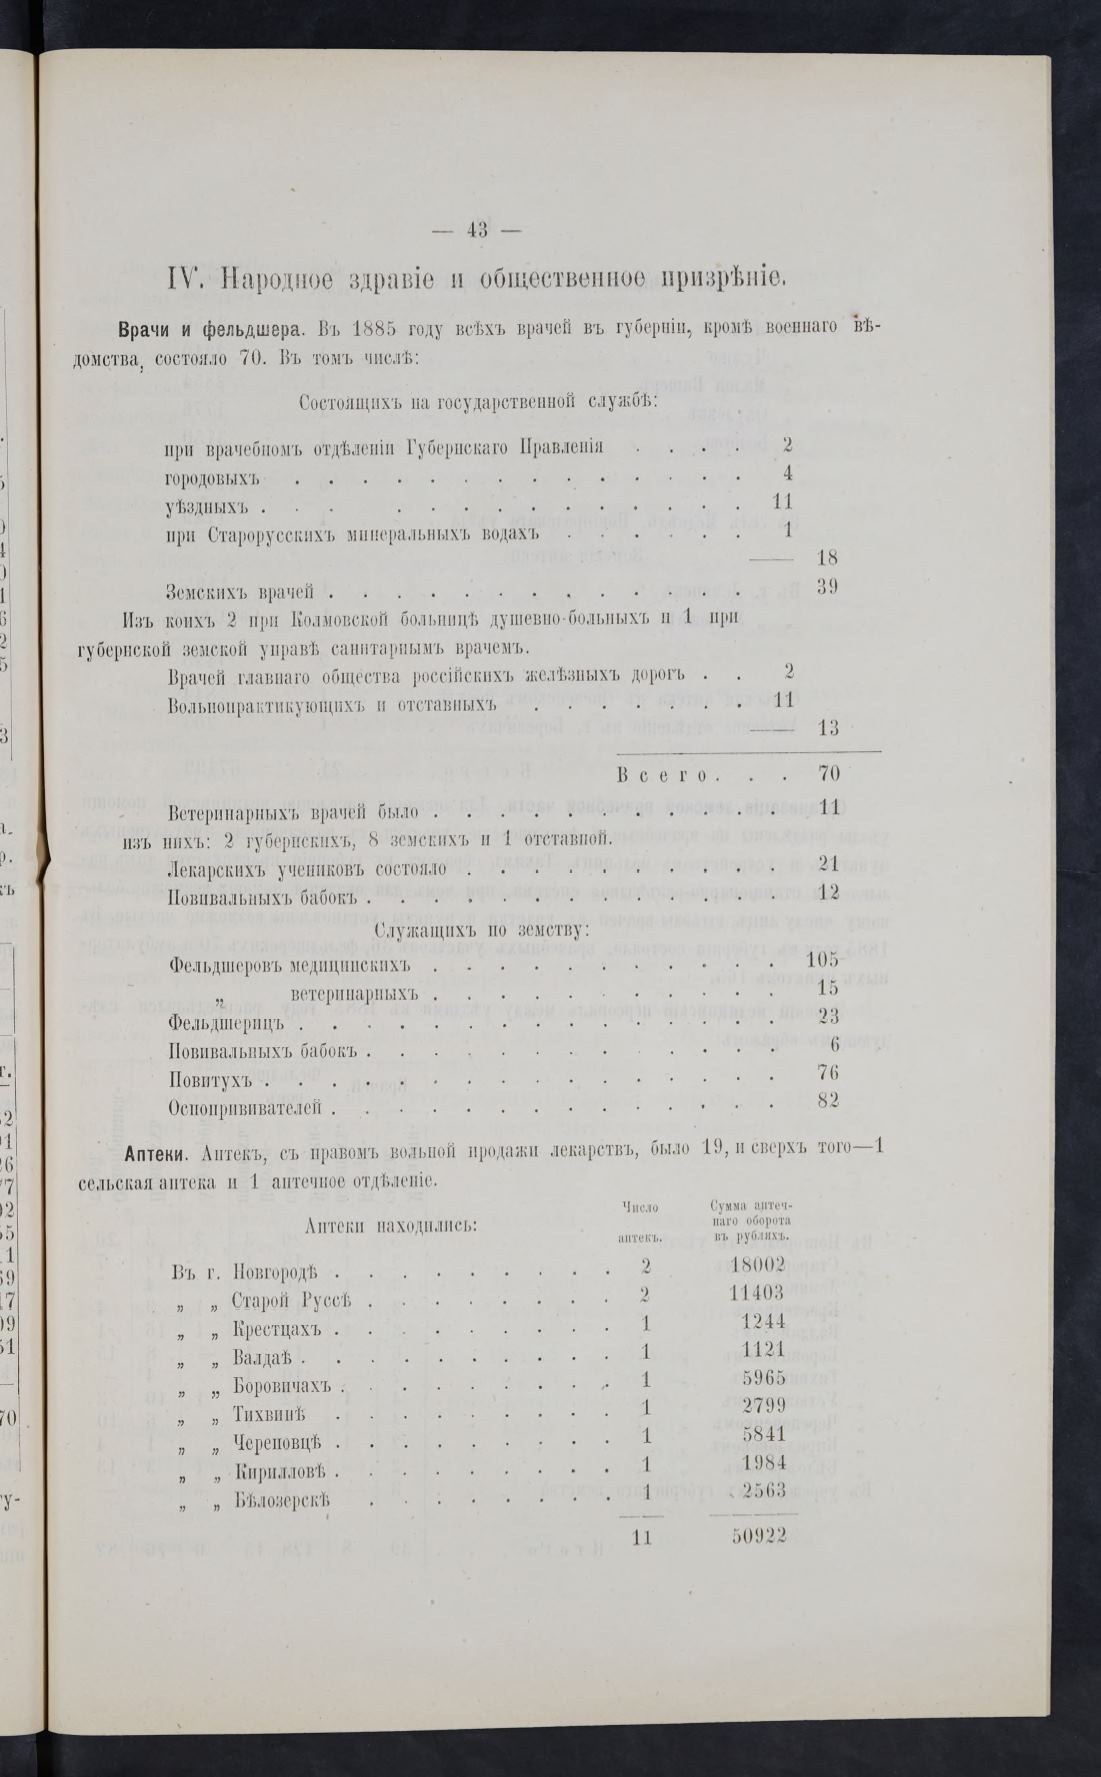 — 43 —
IV. Народное здравіе и общественное призрѣніе.
Врачи и фельдшера. Въ 1885 году всѣхъ врачей въ губерніи, кромѣ военнаго вѣ-
домства, состояло 70. Въ томъ числѣ:
Состоящихъ на государственной службѣ:
при врачебномъ отдѣленіи Губернскаго Правленія . . . . 2
городовыхъ . . . . . . . . . . . . . . 4
уѣздныхъ . . . . . . . . . . . . . . 11
при Старорусскихъ минеральныхъ водахъ . . . . . . 1
—— 18
Земскихъ врачей . . . . . . . . . . . . . 39
Изъ коихъ 2 при Колмовской больницѣ душевно-больныхъ и 1 при
губернской земской управѣ санитарнымъ врачемъ.
Врачей главнаго общества россійскихъ желѣзныхъ дорогъ . . 2
Вольнопрактикующихъ и отставныхъ . . . . . . . 11
—— 13
Всего. . . 70
Ветеринарныхъ врачей было . . . . . . . . . . . 11
изъ нихъ: 2 губернскихъ, 8 земскихъ и 1 отставной.
Лекарскихъ учениковъ состояло . . . . . . . . . . 21
Повивальныхъ бабокъ . . . . . . . . . . . . . 12
Служащихъ по земству:
Фельдшеровъ медицинскихъ . . . . . . . . . . . 105
„ ветеринарныхъ . . . . . . . . . . . 15
Фельдшерицъ . . . . . . . . . . . . . . . 23
Повивальныхъ бабокъ . . . . . . . . . . . . 6
Повитухъ . . . . . . . . . . . . . . . . 76
Оспопрививателей . . . . . . . . . . . . . . 82
Аптеки. Аптекъ, съ правомъ вольной продажи лекарствъ, было 19, и сверхъ того—1
сельская аптека и 1 аптечное отдѣленіе.
Аптеки находились:
Число
аптекъ.
Сумма аптеч-
наго оборота
въ рубляхъ.
Въ г. Новгородѣ . . . . . . . . . 2 18002
„ „ Старой Руссѣ . . . . . . . . 2 11403
„ „ Крестцахъ . . . . . . . . . 1 1244
„ „ Валдаѣ . . . . . . . . . . 1 1121
„ „ Боровичахъ . . . . . . . . . 1 5965
„ „ Тихвинѣ . . . . . . . . . 1 2799
„ „ Череповцѣ . . . . . . . . . 1 5841
„ „ Кирилловѣ . . . . . . . . . 1 1984
„ „ Бѣлозерскѣ . . . . . . . . 1 2563
11 50922